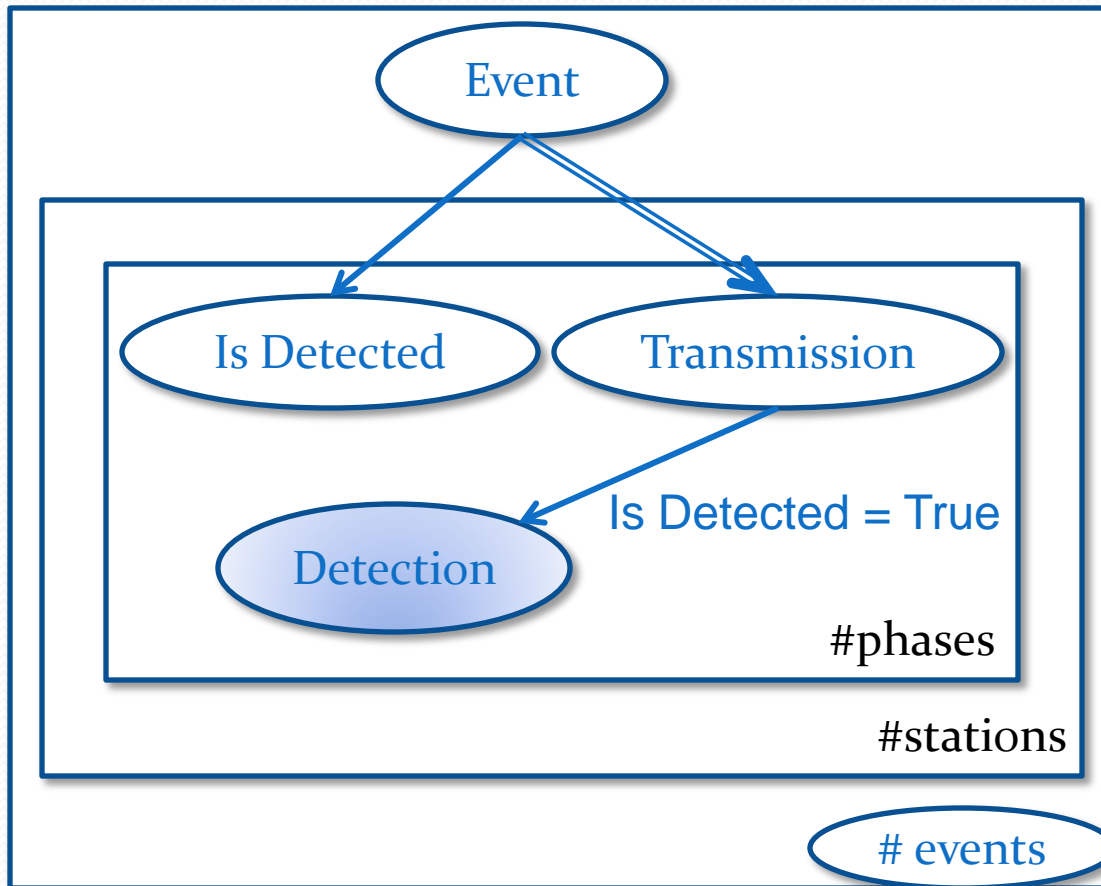 Event
Is Detected
Transmission
Is Detected = True
Detection
#phases
#stations
# events